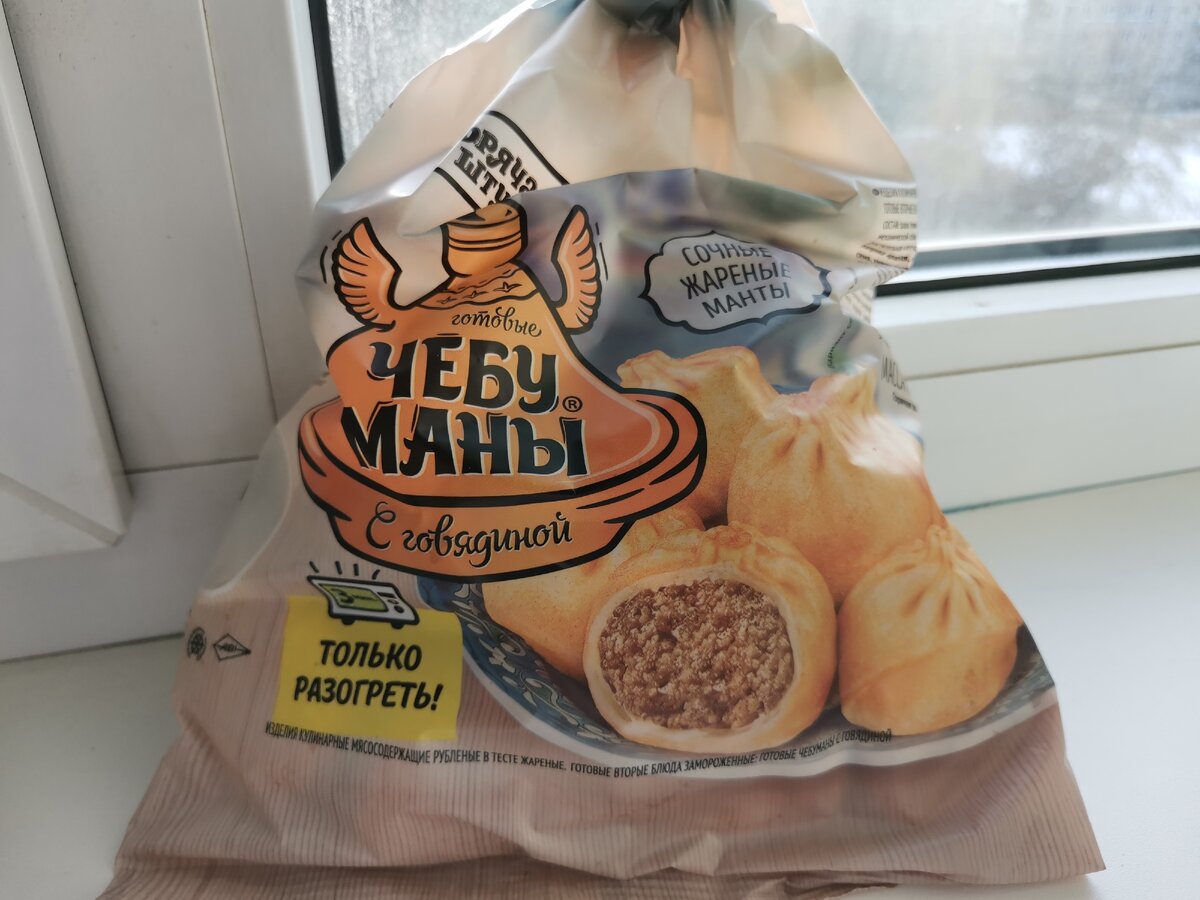 СОЧНЫЕ
ЖАРЕНЫЕ
МАНТЫ
готовые
ЧЕБУ
МАНЫ®
С говядиной
3
ТОЛЬКО
РАЗОГРЕТЬ!
ИЗДЕЛИЯ КУЛИНАРНЫЕ МЯСОСОДЕРЖАЩИЕ РУБЛЕНЫЕ В ТЕСТЕ ЖАРЕНЫЕ. ГОТОВЫЕ ВТОРЫЕ БЛЮДА ЗАМОРОЖЕННЫЕ: ГОТОВЫЕ ЧЕБУМАНЫ С ГОВЯДИНОЙ